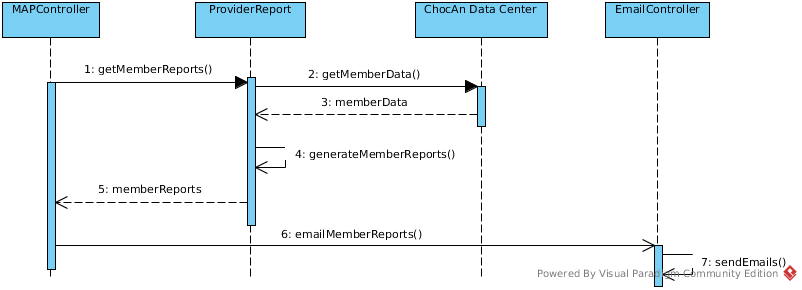 MAPController
ProviderReport
ChocAn Data Center
EmailController
1: getMemberReports()
2: getMemberData()
3: memberData
4: generateMemberReports()
5: memberReports
6: emailMemberReports()
7: sendEmails()
Powered By Visual Paradigm Community Edition